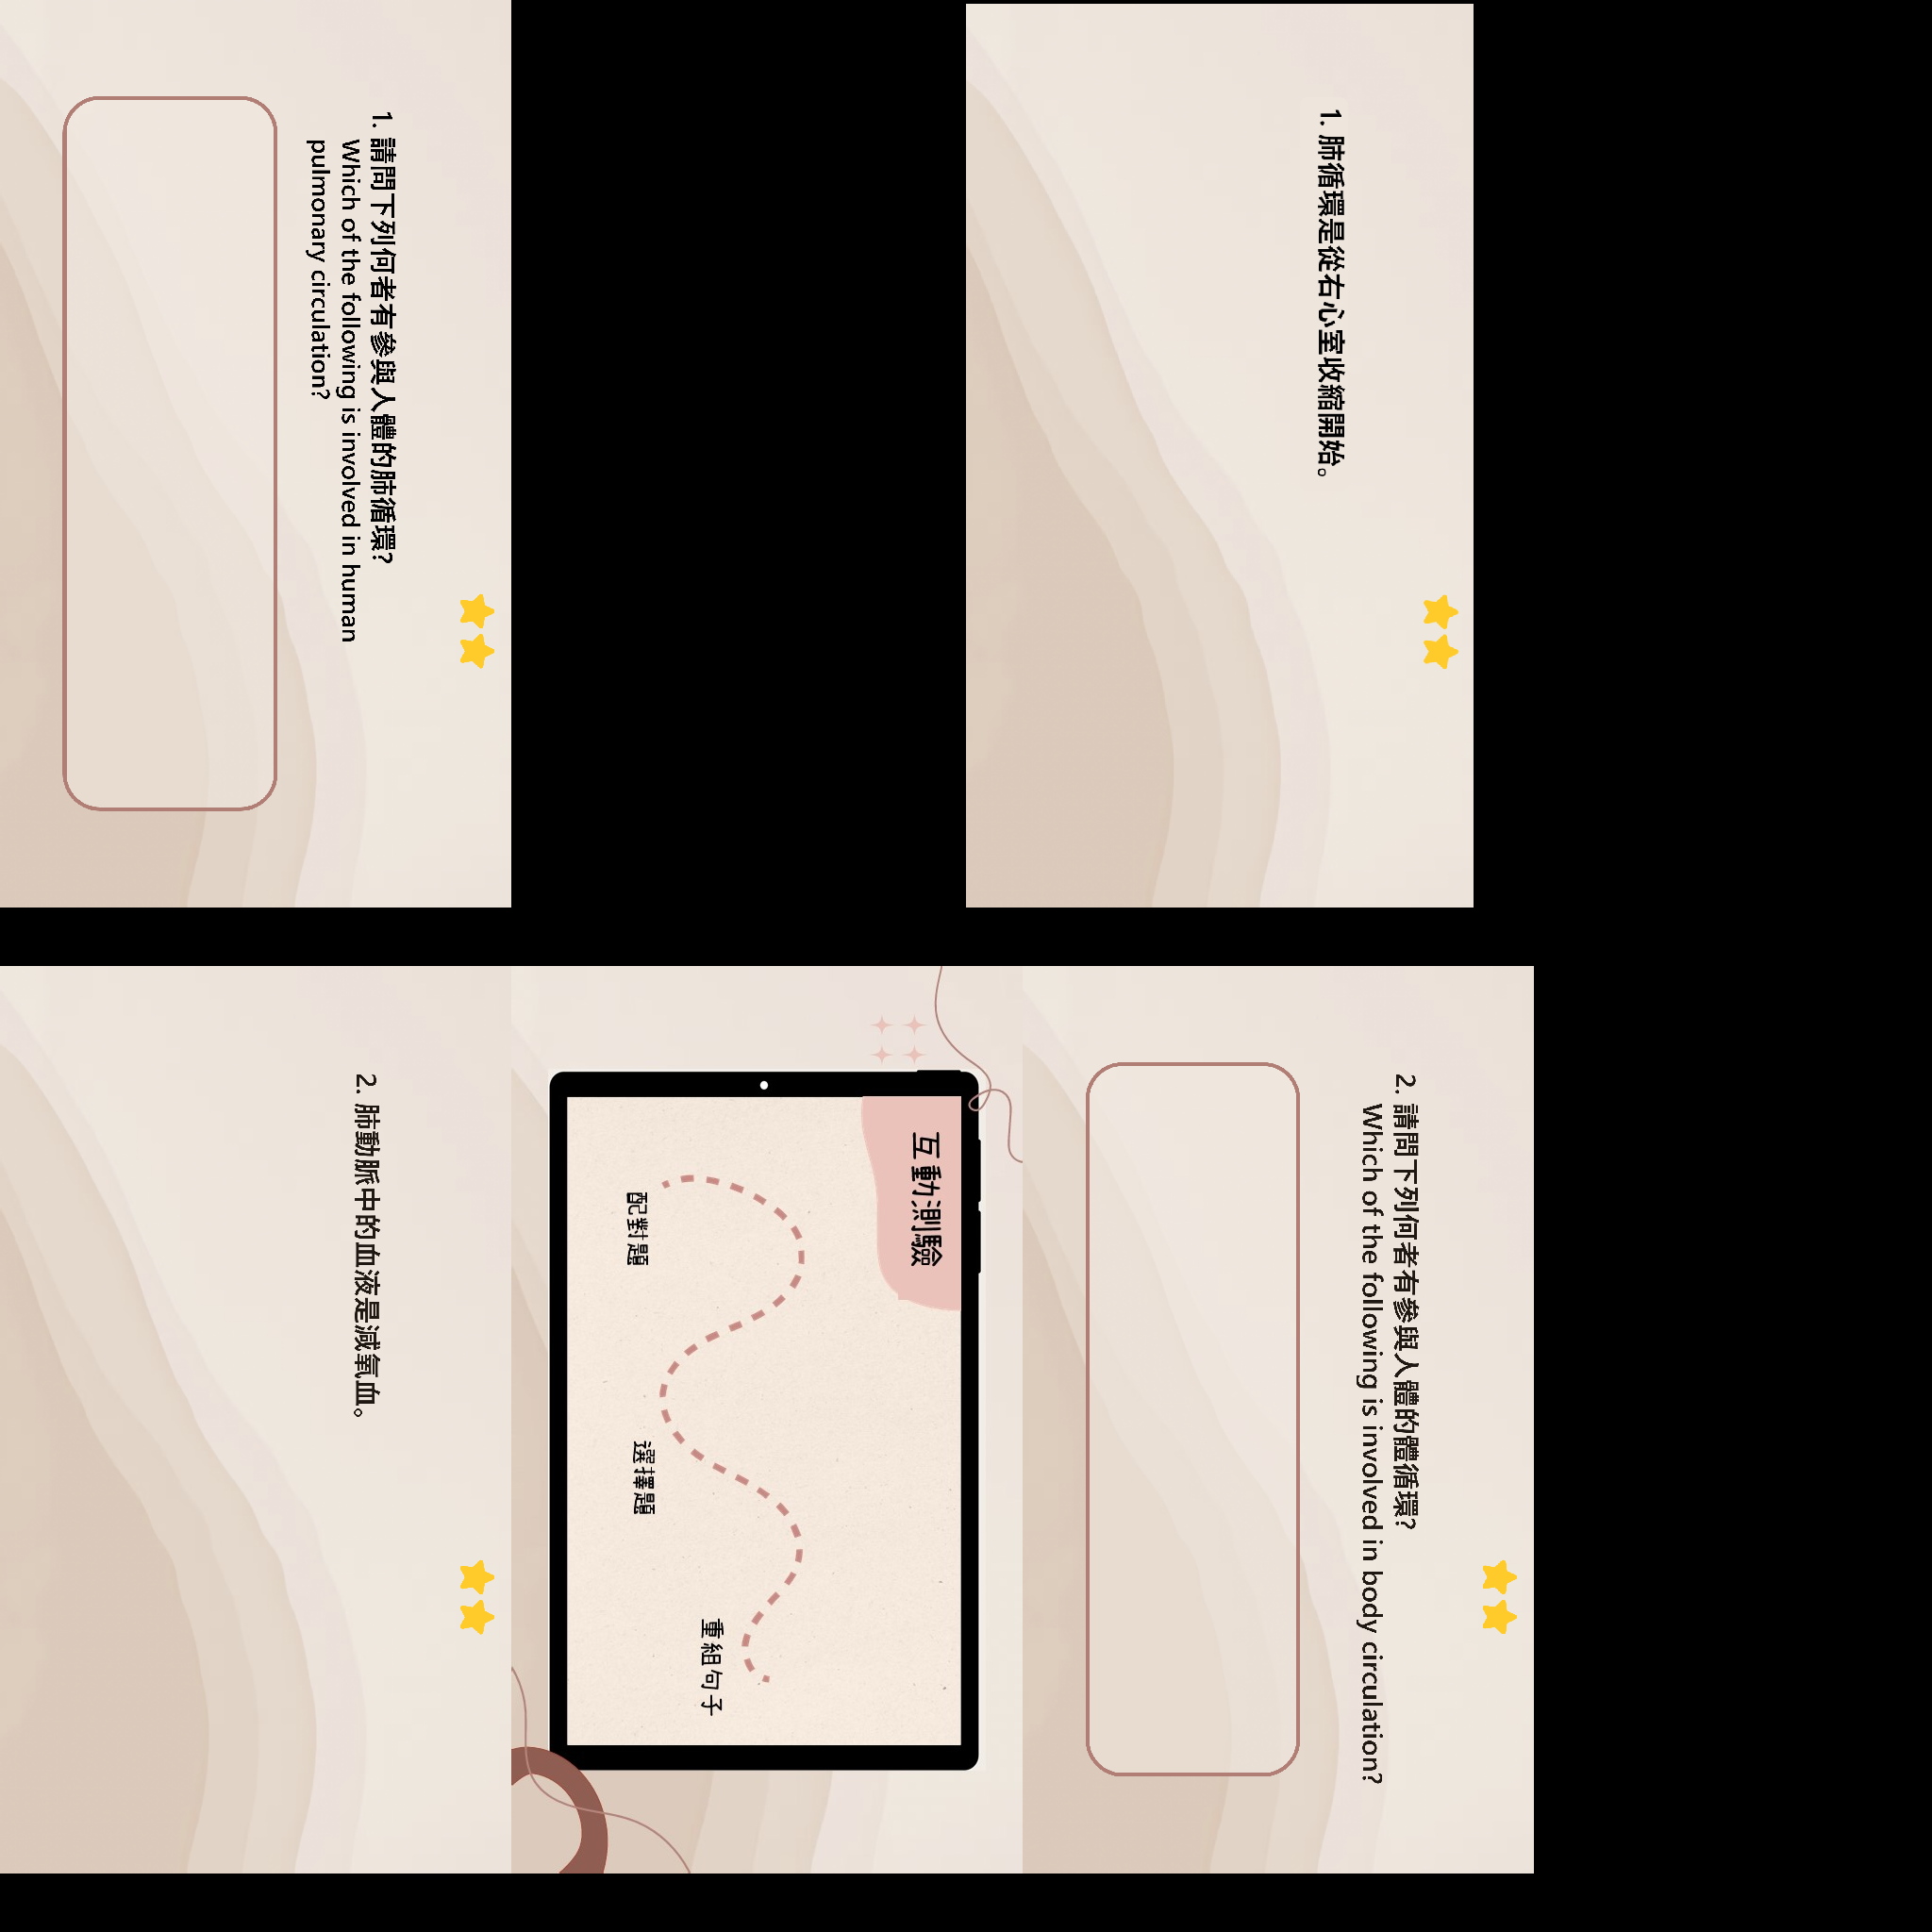 1. 請問下列何者有參與人體的肺循環?
Which of the following is involved in human
pulmonary circulation?
1. 肺循環是從右心室收縮開始。
2. 肺動脈中的血液是減氧血。
互動測驗
配對題
選擇題
重組句子
2. 請問下列何者有參與人體的體循環?
Which of the following is involved in body circulation?